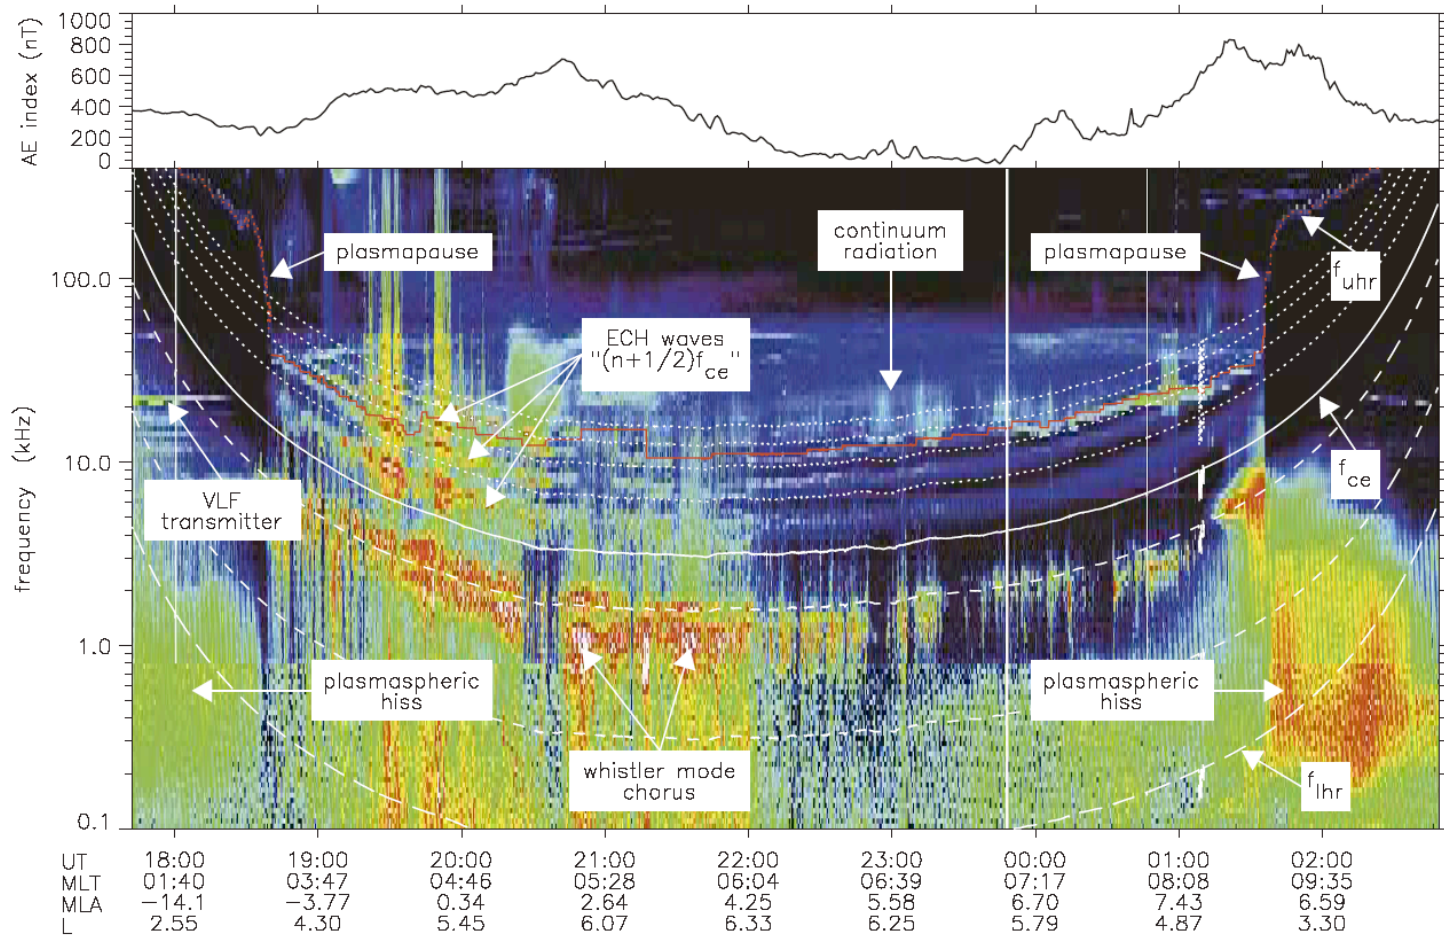 AE index (nT)
1000
800
600
400
200
0
frequency (kHz)
100.0
10.0
1.0
0.1
plasmapause
continuum
radiation
plasmapause
f uhr
ECH waves
"(n+1/2)f ce"
VLF
transmitter
f ce
plasmaspheric
hiss
plasmaspheric
hiss
whistler mode
chorus
f lhr
UT 18:00 19:00 20:00 21:00 22:00 23:00 00:00 01:00 02:00
MLT 01:40 03:47 04:46 05:28 06:04 06:39 07:17 08:08 09:35
MLA −14.1 −3.77 0.34 2.64 4.25 5.58 6.70 7.43 6.59
L 2.55 4.30 5.45 6.07 6.33 6.25 5.79 4.87 3.30